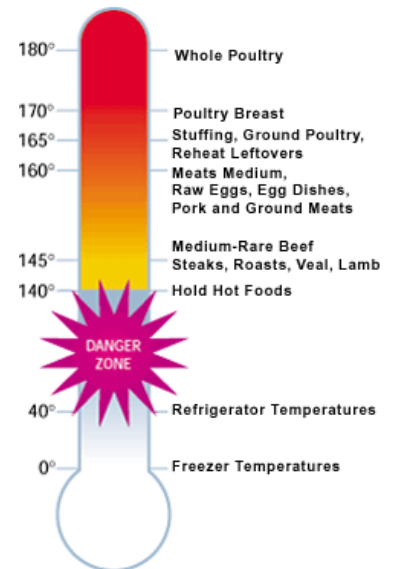 180° Whole Poultry
170° Poultry Breast
165° Stuffing, Ground Poultry,
Reheat Leftovers
160° Meats Medium,
Raw Eggs, Egg Dishes,
Pork and Ground Meats
145° Medium-Rare Beef
Steaks, Roasts, Veal, Lamb
140° Hold Hot Foods
DANGER
ZONE
40° Refrigerator Temperatures
0° Freezer Temperatures